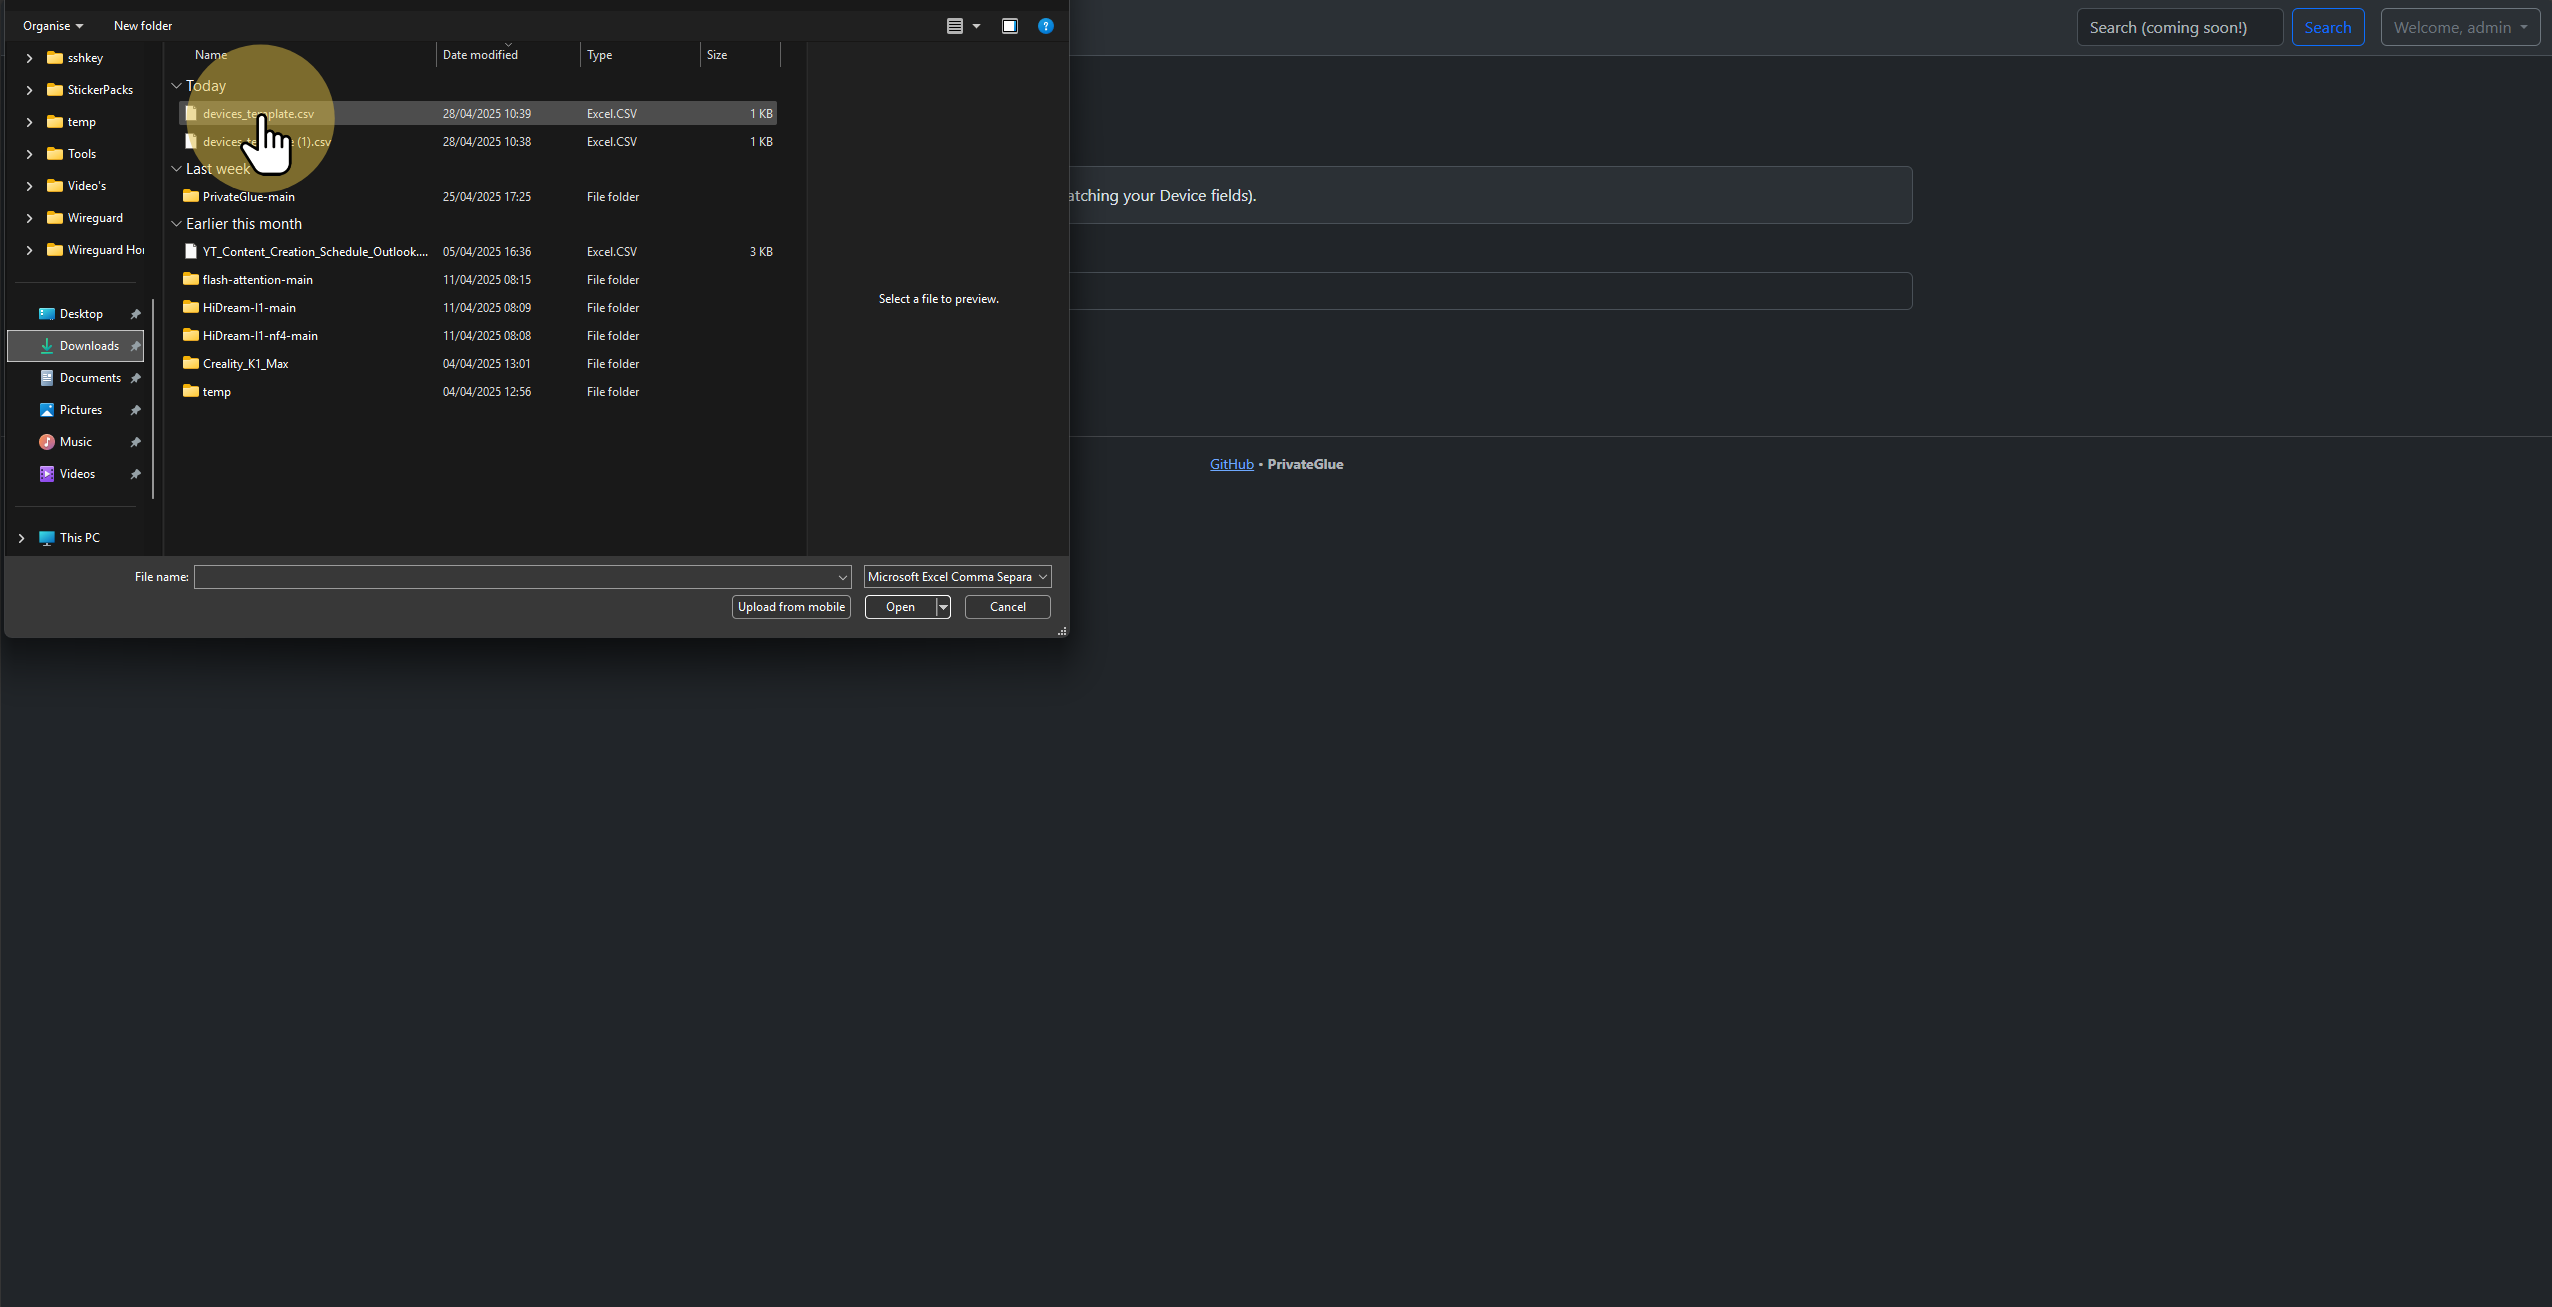 Organise
New folder
Search (coming soon!)
Search
Welcome, admin
sshkey
StickerPacks
temp
Tools
Video's
Wireguard
Wireguard Ho
Desktop
Downloads
Documents
Pictures
Music
Videos
This PC
Name Date modified Type Size
Today
devices_template.csv 28/04/2025 10:39 Excel.CSV 1 KB
(1).csv 28/04/2025 10:38 Excel.CSV 1 KB
Last week
PrivateGlue-main 25/04/2025 17:25 File folder
Earlier this month
YT_Content_Creation_Schedule_Outlook.... 05/04/2025 16:36 Excel.CSV 3 KB
flash-attention-main 11/04/2025 08:15 File folder
HiDream-I1-main 11/04/2025 08:09 File folder
HiDream-I1-nf4-main 11/04/2025 08:08 File folder
Creality_K1_Max 04/04/2025 13:01 File folder
temp 04/04/2025 12:56 File folder
Select a file to preview.
File name:
Microsoft Excel Comma Separa
Upload from mobile
Open
Cancel
atching your Device fields).
GitHub • PrivateGlue